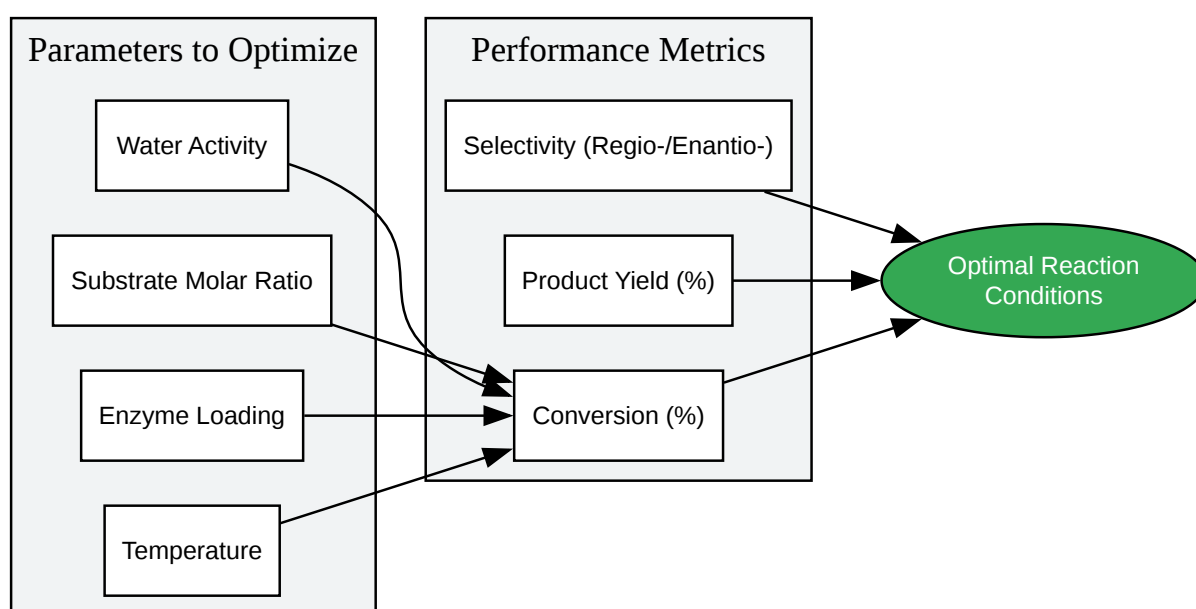 Parameters to Optimize
Water Activity
Substrate Molar Ratio
Enzyme Loading
Temperature
Performance Metrics
Selectivity (Regio-/Enantio-)
Product Yield (%)
Conversion (%)
Optimal Reaction
Conditions